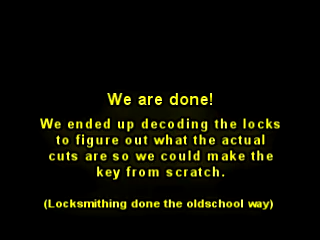 We are done!
We ended up decoding the locks
to figure out what the actual
cuts are so we could make the
key from scratch.
(Locksmithing done the oldschool way)